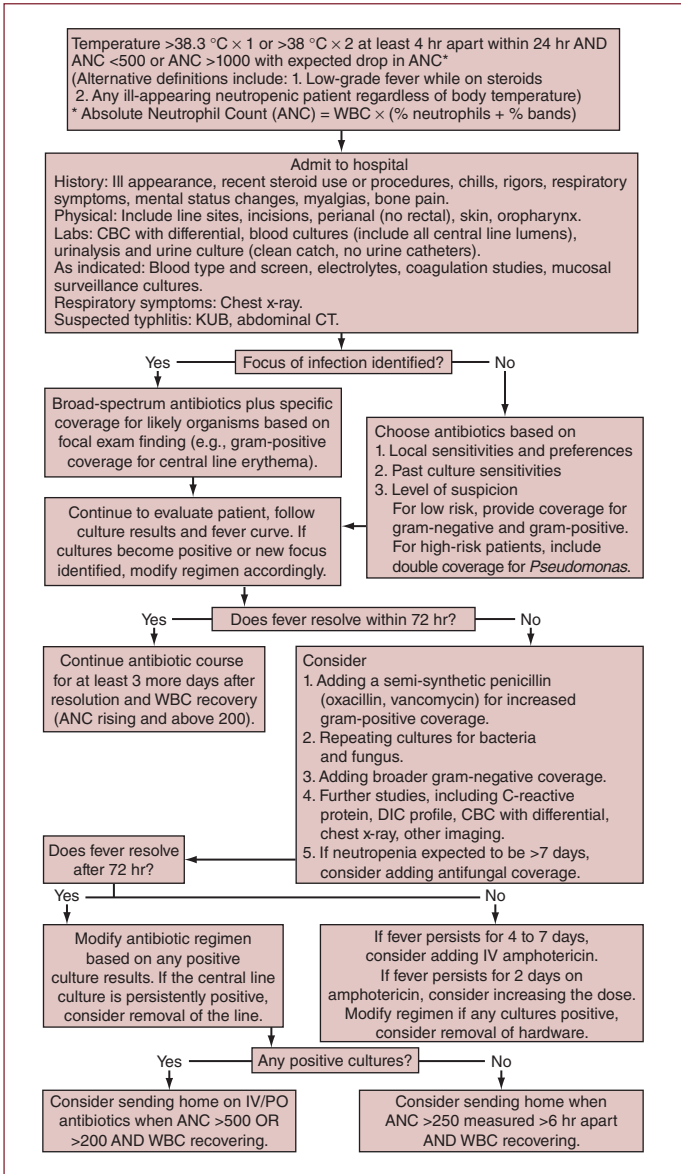 Temperature >38.3 °C × 1 or >38 °C × 2 at least 4 hr apart within 24 hr AND
ANC <500 or ANC >1000 with expected drop in ANC*
(Alternative definitions include: 1. Low-grade fever while on steroids
2. Any ill-appearing neutropenic patient regardless of body temperature)
* Absolute Neutrophil Count (ANC) = WBC × (% neutrophils + % bands)
Admit to hospital
History: Ill appearance, recent steroid use or procedures, chills, rigors, respiratory
symptoms, mental status changes, myalgias, bone pain.
Physical: Include line sites, incisions, perianal (no rectal), skin, oropharynx.
Labs: CBC with differential, blood cultures (include all central line lumens),
urinalysis and urine culture (clean catch, no urine catheters).
As indicated: Blood type and screen, electrolytes, coagulation studies, mucosal
surveillance cultures.
Respiratory symptoms: Chest x-ray.
Suspected typhlitis: KUB, abdominal CT.
Yes
Focus of infection identified?
No
Broad-spectrum antibiotics plus specific
coverage for likely organisms based on
focal exam finding (e.g., gram-positive
coverage for central line erythema).
Choose antibiotics based on
1. Local sensitivities and preferences
2. Past culture sensitivities
3. Level of suspicion
For low risk, provide coverage for
gram-negative and gram-positive.
For high-risk patients, include
double coverage for Pseudomonas.
Continue to evaluate patient, follow
culture results and fever curve. If
cultures become positive or new focus
identified, modify regimen accordingly.
Yes
Does fever resolve within 72 hr?
No
Continue antibiotic course
for at least 3 more days after
resolution and WBC recovery
(ANC rising and above 200).
Consider
1. Adding a semi-synthetic penicillin
(oxacillin, vancomycin) for increased
gram-positive coverage.
2. Repeating cultures for bacteria
and fungus.
3. Adding broader gram-negative coverage.
4. Further studies, including C-reactive
protein, DIC profile, CBC with differential,
chest x-ray, other imaging.
5. If neutropenia expected to be >7 days,
consider adding antifungal coverage.
Does fever resolve
after 72 hr?
Yes
No
Modify antibiotic regimen
based on any positive
culture results. If the central line
culture is persistently positive,
consider removal of the line.
If fever persists for 4 to 7 days,
consider adding IV amphotericin.
If fever persists for 2 days on
amphotericin, consider increasing the dose.
Modify regimen if any cultures positive,
consider removal of hardware.
Yes
Any positive cultures?
No
Consider sending home on IV/PO
antibiotics when ANC >500 OR
>200 AND WBC recovering.
Consider sending home when
ANC >250 measured >6 hr apart
AND WBC recovering.